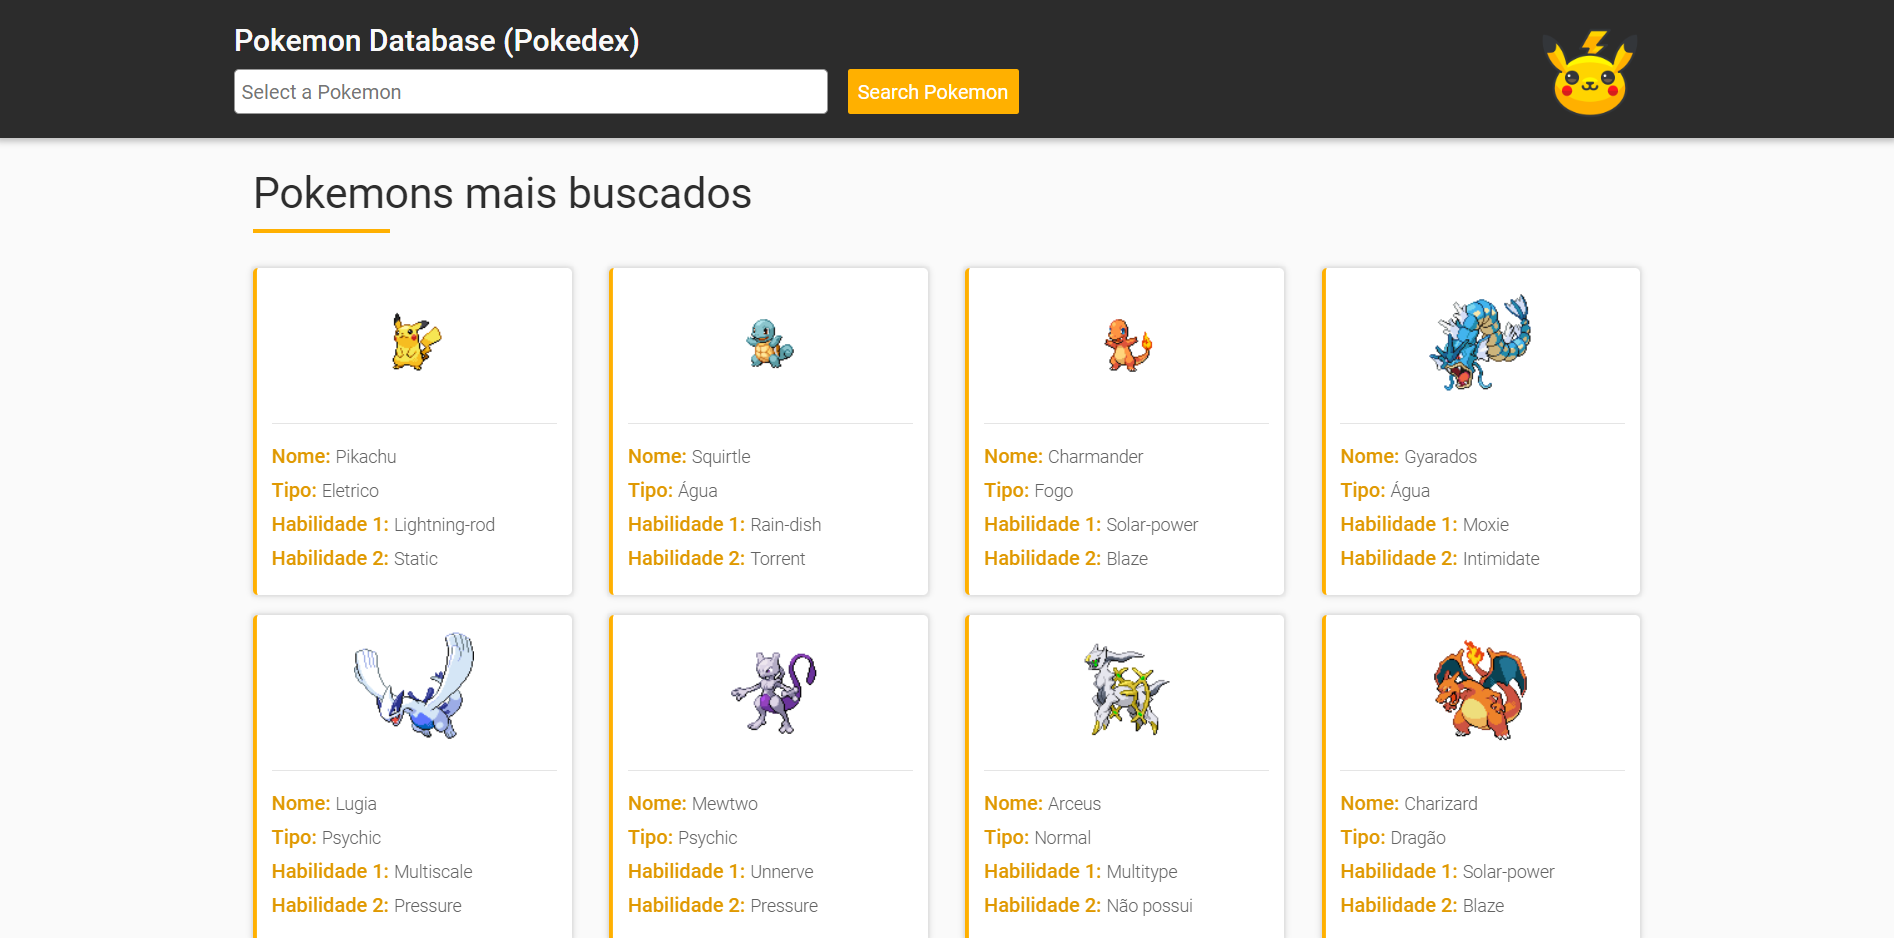 Pokemon Database (Pokedex)
Select a Pokemon
Search Pokemon
Pokemons mais buscados
Nome: Pikachu
Tipo: Eletrico
Habilidade 1: Lightning-rod
Habilidade 2: Static
Nome: Squirtle
Tipo: Água
Habilidade 1: Rain-dish
Habilidade 2: Torrent
Nome: Charmander
Tipo: Fogo
Habilidade 1: Solar-power
Habilidade 2: Blaze
Nome: Gyarados
Tipo: Água
Habilidade 1: Moxie
Habilidade 2: Intimidate
Nome: Lugia
Tipo: Psychic
Habilidade 1: Multiscale
Habilidade 2: Pressure
Nome: Mewtwo
Tipo: Psychic
Habilidade 1: Unnerve
Habilidade 2: Pressure
Nome: Arceus
Tipo: Normal
Habilidade 1: Multitype
Habilidade 2: Não possui
Nome: Charizard
Tipo: Dragão
Habilidade 1: Solar-power
Habilidade 2: Blaze